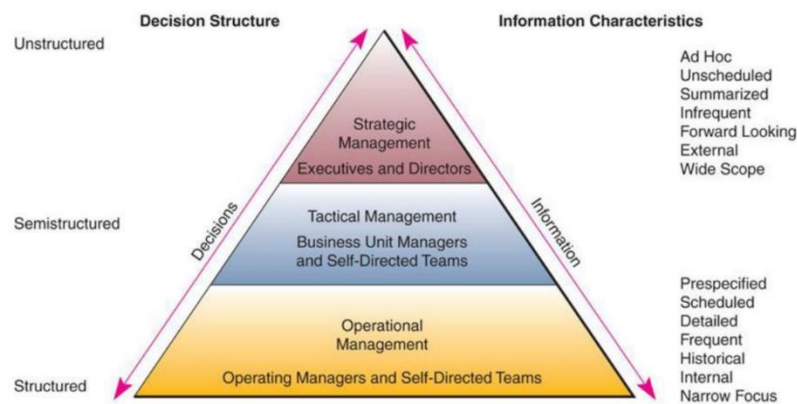 Decision Structure
Information Characteristics
Unstructured
Ad Hoc
Unscheduled
Summarized
Infrequent
Forward Looking
External
Wide Scope
Strategic
Management
Executives and Directors
Decisions
Information
Semistructured
Tactical Management
Business Unit Managers
and Self-Directed Teams
Prespecified
Scheduled
Detailed
Frequent
Historical
Internal
Narrow Focus
Operational
Management
Structured
Operating Managers and Self-Directed Teams